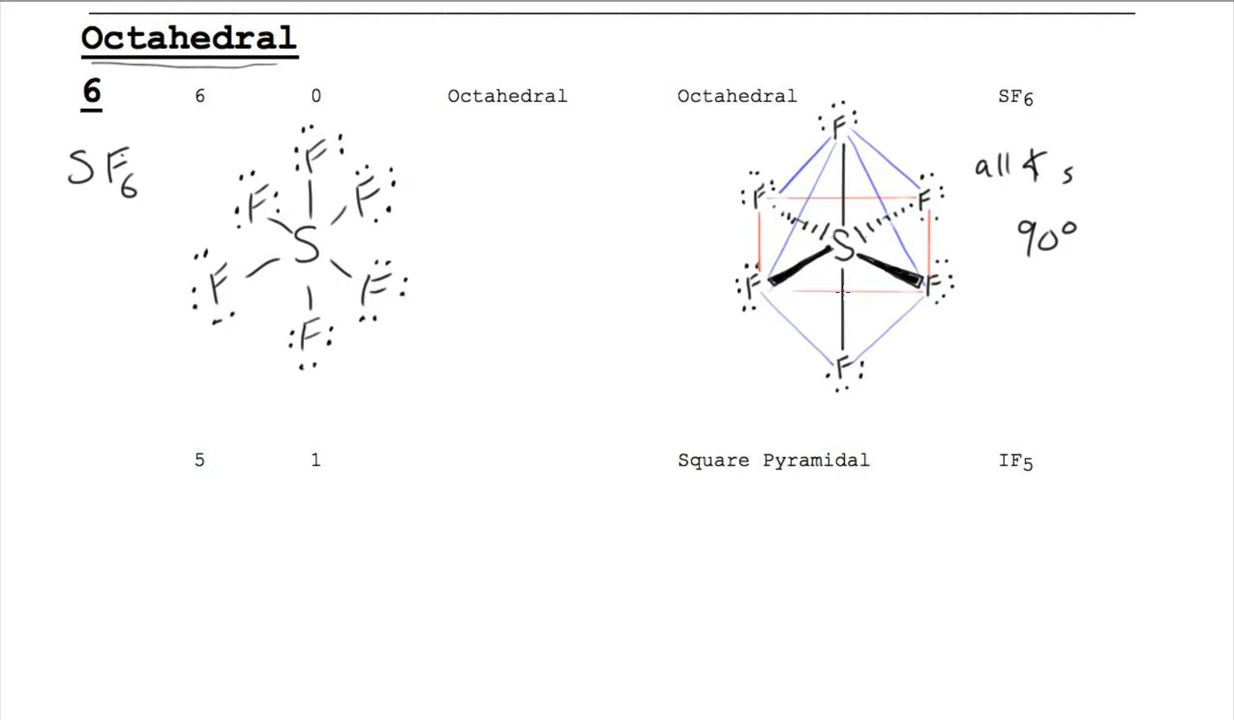 Octahedral
6 6 0 Octahedral Octahedral SF6
SF6
F
F F
S
F F
F
F
F F
S
F F
F
all ∢s
90°
5 1 Square Pyramidal IF5